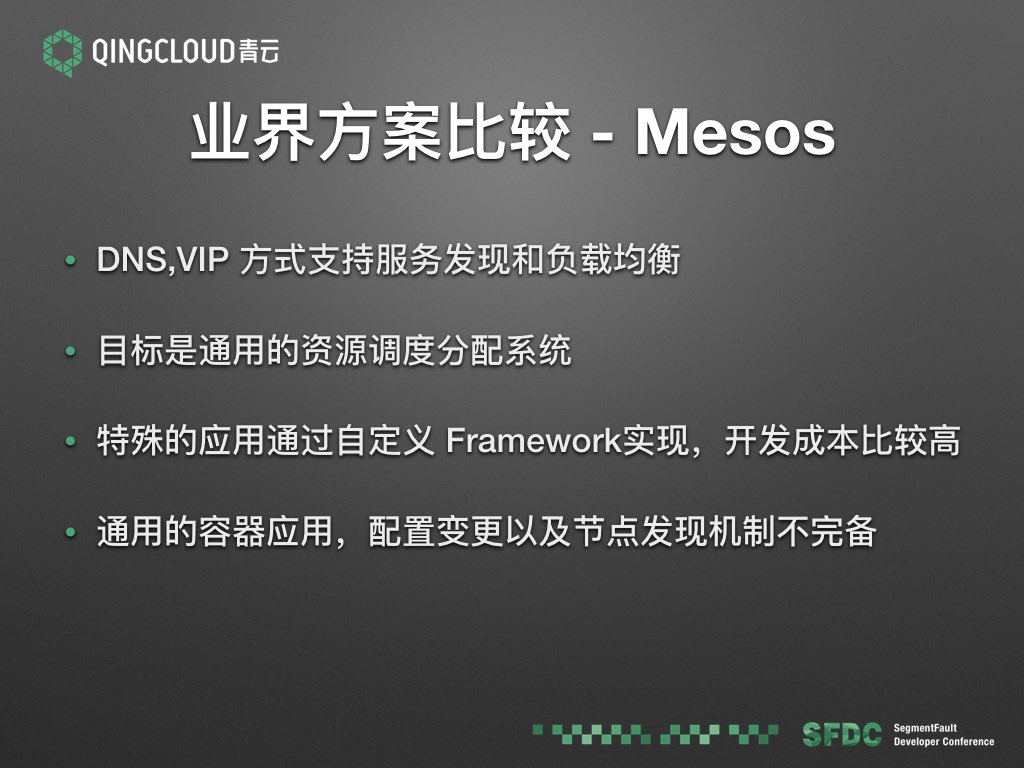 QINGCLOUD青云
业界方案比较 - Mesos
• DNS,VIP 方式支持服务发现和负载均衡
• 目标是通用的资源调度分配系统
• 特殊的应用通过自定义 Framework实现，开发成本比较高
• 通用的容器应用，配置变更以及节点发现机制不完备
SFDC
SegmentFault
Developer Conference